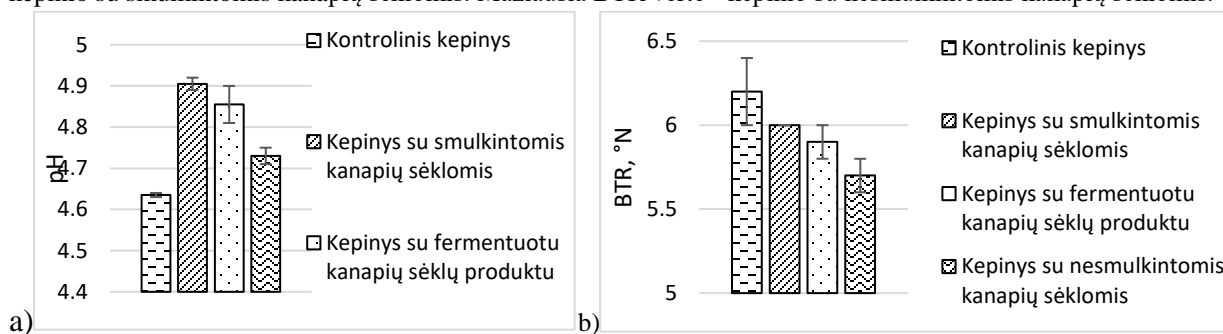 kepinio su smulkintomis kanapių sėklomis. Mažiausia BTR vertė - kepinio su nesmulkintomis kanapių sėklomis.
5
4.9
4.8
4.7
4.6
4.5
4.4
pH
Kontrolinis kepinys
Kepinys su smulkintomis
kanapių sėklomis
Kepinys su fermentuotu
kanapių sėklų produktu
a)
6.5
6
5.5
5
BTR, °N
Kontrolinis kepinys
Kepinys su smulkintomis
kanapių sėklomis
Kepinys su fermentuotu
kanapių sėklų produktu
Kepinys su nesmulkintomis
kanapių sėklomis
b)